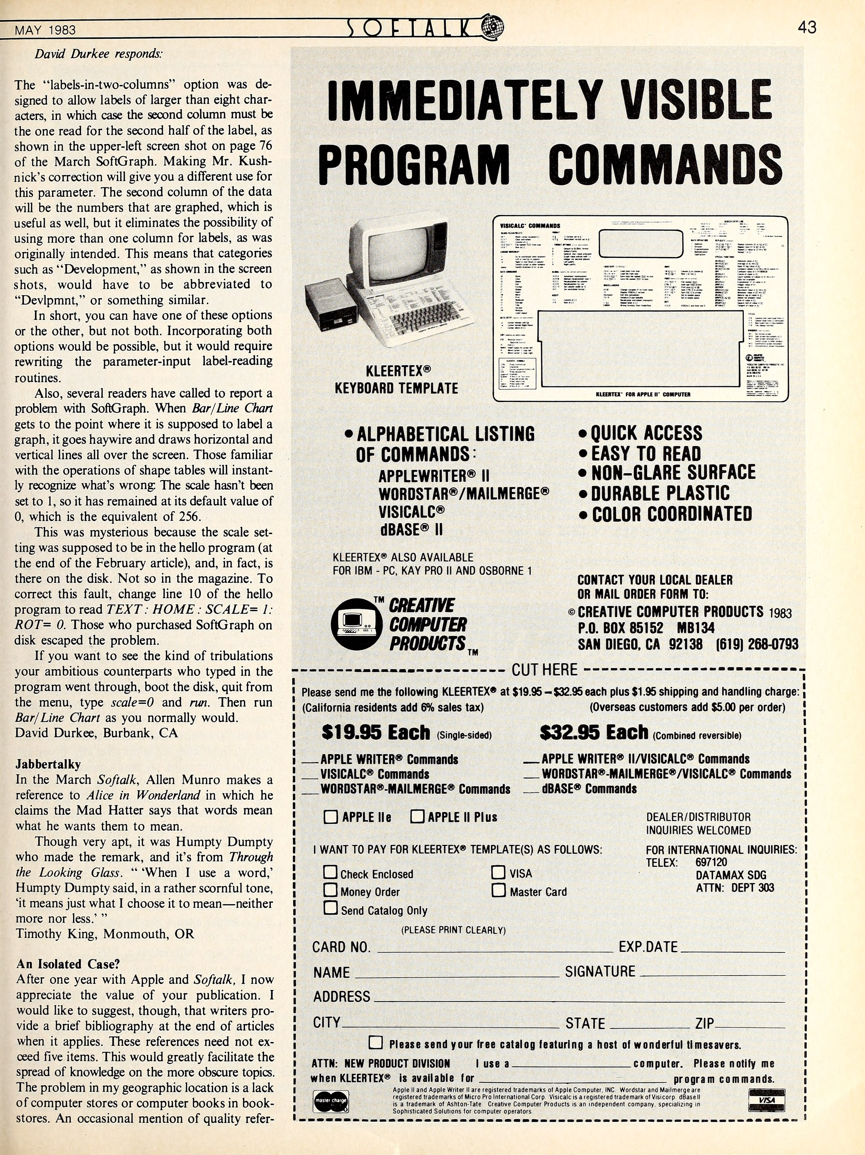 MAY 1983
SOFTALK
43
David Durkee responds:
The "labels-in-two-columns" option was de-
signed to allow labels of larger than eight char-
acters, in which case the second column must be
the one read for the second half of the label, as
shown in the upper-left screen shot on page 76
of the March SoftGraph. Making Mr. Kush-
nick's correction will give you a different use for
this parameter. The second column of the data
will be the numbers that are graphed, which is
useful as well, but it eliminates the possibility of
using more than one column for labels, as was
originally intended. This means that categories
such as "Development," as shown in the screen
shots, would have to be abbreviated to
"Devlpmnt," or something similar.
In short, you can have one of these options
or the other, but not both. Incorporating both
options would be possible, but it would require
rewriting the parameter-input label-reading
routines.
Also, several readers have called to report a
problem with SoftGraph. When Bar/Line Chart
gets to the point where it is supposed to label a
graph, it goes haywire and draws horizontal and
vertical lines all over the screen. Those familiar
with the operations of shape tables will instant-
ly recognize what's wrong: The scale hasn't been
set to 1, so it has remained at its default value of
0, which is the equivalent of 256.
This was mysterious because the scale set-
ting was supposed to be in the hello program (at
the end of the February article), and, in fact, is
there on the disk. Not so in the magazine. To
correct this fault, change line 10 of the hello
program to read TEXT : HOME : SCALE= 1:
ROT= 0. Those who purchased SoftGraph on
disk escaped the problem.
If you want to see the kind of tribulations
your ambitious counterparts who typed in the
program went through, boot the disk, quit from
the menu, type scale=0 and run. Then run
Bar/Line Chart as you normally would.
David Durkee, Burbank, CA
Jabbertalky
In the March Softalk, Allen Munro makes a
reference to Alice in Wonderland in which he
claims the Mad Hatter says that words mean
what he wants them to mean.
Though very apt, it was Humpty Dumpty
who made the remark, and it's from Through
the Looking Glass. " 'When I use a word,'
Humpty Dumpty said, in a rather scornful tone,
'it means just what I choose it to mean—neither
more nor less.' "
Timothy King, Monmouth, OR
An Isolated Case?
After one year with Apple and Softalk, I now
appreciate the value of your publication. I
would like to suggest, though, that writers pro-
vide a brief bibliography at the end of articles
when it applies. These references need not ex-
ceed five items. This would greatly facilitate the
spread of knowledge on the more obscure topics.
The problem in my geographic location is a lack
of computer stores or computer books in book-
stores. An occasional mention of quality refer-
IMMEDIATELY VISIBLE
PROGRAM COMMANDS
VISICALC® COMMANDS
KLEERTEX® FOR APPLE II® COMPUTER
KLEERTEX®
KEYBOARD TEMPLATE
• ALPHABETICAL LISTING
OF COMMANDS:
APPLEWRITER® II
WORDSTAR®/MAILMERGE®
VISICALC®
dBASE® II
• QUICK ACCESS
• EASY TO READ
• NON-GLARE SURFACE
• DURABLE PLASTIC
• COLOR COORDINATED
KLEERTEX® ALSO AVAILABLE
FOR IBM - PC, KAY PRO II AND OSBORNE 1
TM CREATIVE
COMPUTER
PRODUCTS TM
CONTACT YOUR LOCAL DEALER
OR MAIL ORDER FORM TO:
© CREATIVE COMPUTER PRODUCTS 1983
P.O. BOX 85152 MB134
SAN DIEGO, CA 92138 (619) 268-0793
CUT HERE
Please send me the following KLEERTEX® at $19.95 – $32.95 each plus $1.95 shipping and handling charge:
(California residents add 6% sales tax) (Overseas customers add $5.00 per order)
$19.95 Each (Single-sided)
___ APPLE WRITER® Commands
___ VISICALC® Commands
___ WORDSTAR®-MAILMERGE® Commands
$32.95 Each (Combined reversible)
___ APPLE WRITER® II/VISICALC® Commands
___ WORDSTAR®-MAILMERGE®/VISICALC® Commands
___ dBASE® Commands
APPLE IIe APPLE II Plus
DEALER/DISTRIBUTOR
INQUIRIES WELCOMED
I WANT TO PAY FOR KLEERTEX® TEMPLATE(S) AS FOLLOWS:
Check Enclosed VISA
Money Order Master Card
Send Catalog Only
FOR INTERNATIONAL INQUIRIES:
TELEX: 697120
DATAMAX SDG
ATTN: DEPT 303
(PLEASE PRINT CLEARLY)
CARD NO. EXP.DATE
NAME SIGNATURE
ADDRESS
CITY STATE ZIP
Please send your free catalog featuring a host of wonderful timesavers.
ATTN: NEW PRODUCT DIVISION I use a computer. Please notify me
when KLEERTEX® is available for program commands.
master charge
Apple II and Apple Writer II are registered trademarks of Apple Computer, INC. Wordstar and Mailmerge are
registered trademarks of Micro Pro International Corp. Visicalc is a registered trademark of Visicorp. dBase II
is a trademark of Ashton-Tate. Creative Computer Products is an independent company, specializing in
Sophisticated Solutions for computer operators
VISA